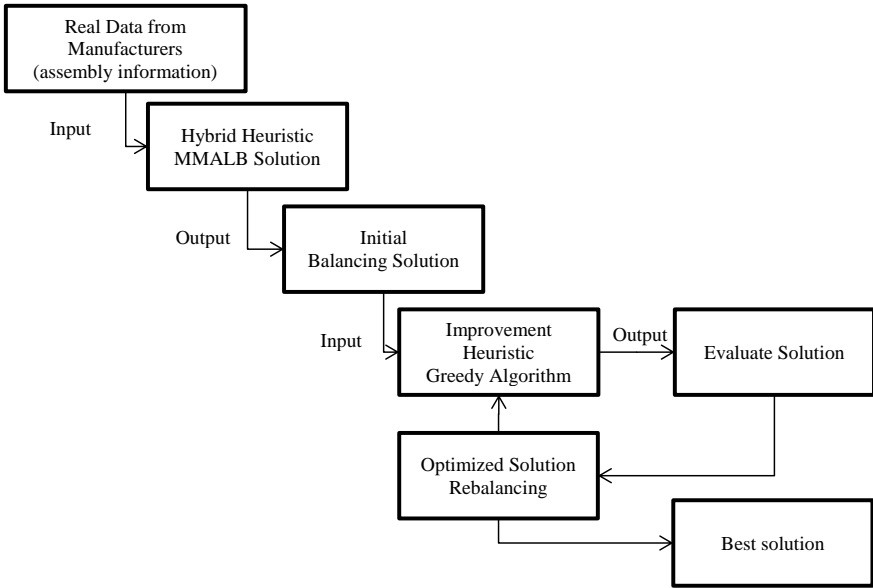 Real Data from
Manufacturers
(assembly information)
Input
Hybrid Heuristic
MMALB Solution
Output
Initial
Balancing Solution
Input
Improvement
Heuristic
Greedy Algorithm
Output
Evaluate Solution
Optimized Solution
Rebalancing
Best solution